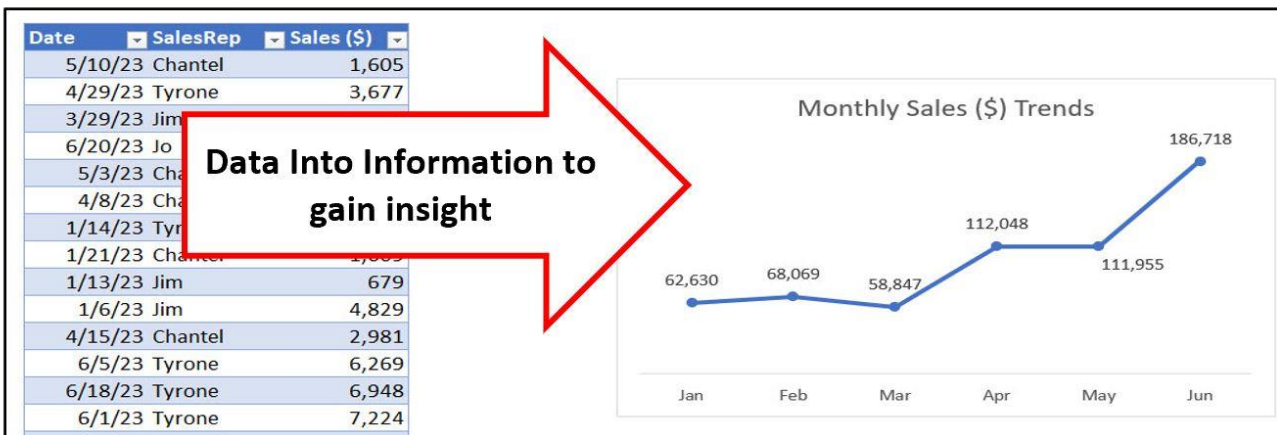 Date SalesRep Sales ($)
5/10/23 Chantel 1,605
4/29/23 Tyrone 3,677
3/29/23 Jim
6/20/23 Jo
5/3/23
4/8/23
1/14/23
1/21/23
1/13/23 Jim 679
1/6/23 Jim 4,829
4/15/23 Chantel 2,981
6/5/23 Tyrone 6,269
6/18/23 Tyrone 6,948
6/1/23 Tyrone 7,224
Data Into Information to
gain insight
Monthly Sales ($) Trends
186,718
112,048
111,955
62,630 68,069 58,847
Jan Feb Mar Apr May Jun